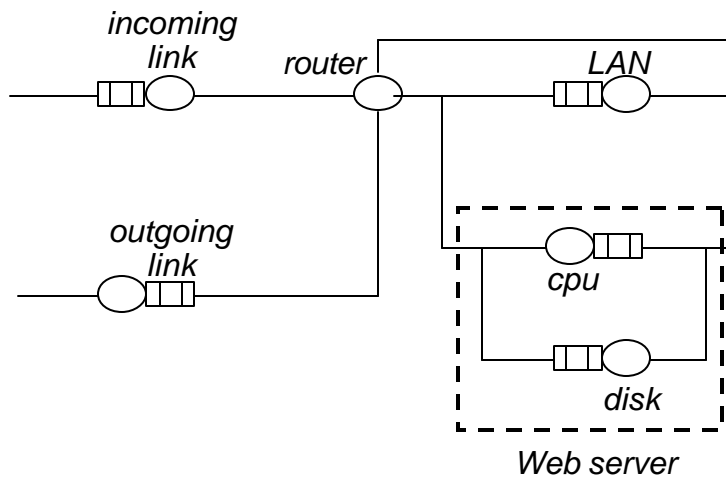 incoming
link
router
LAN
outgoing
link
cpu
disk
Web server